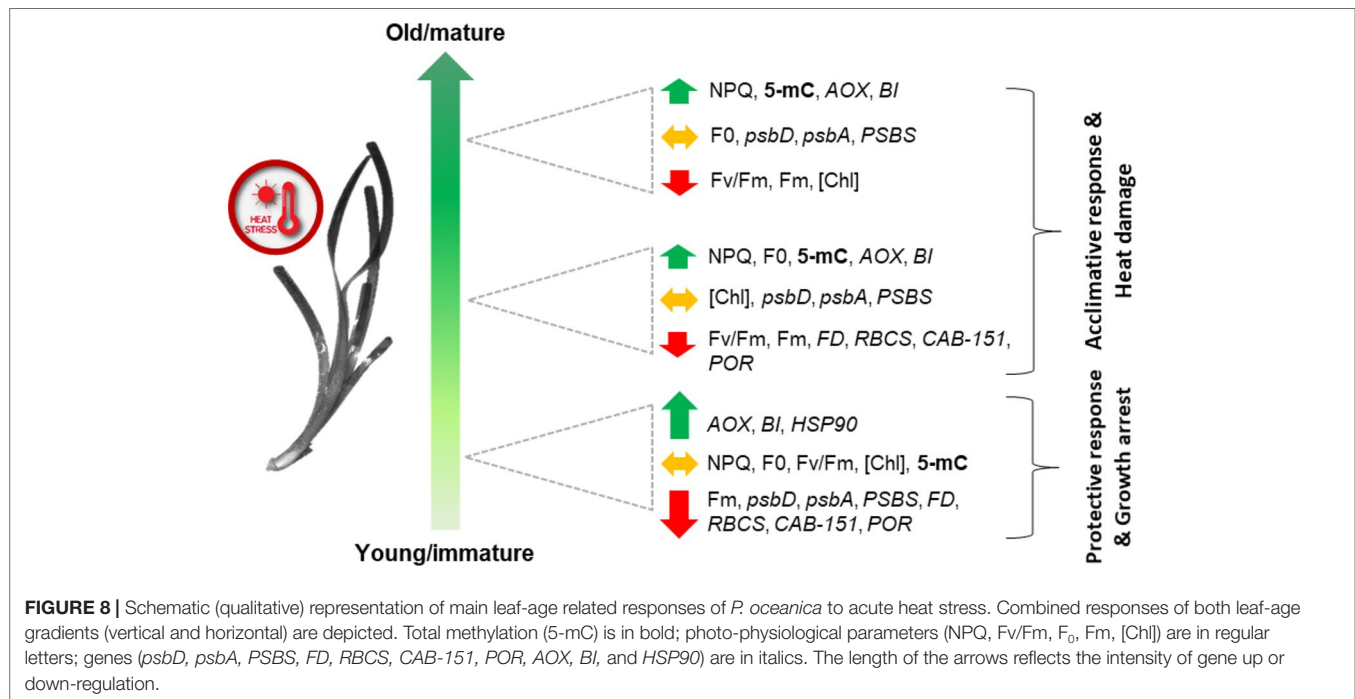 Old/mature
NPQ, 5-mC, AOX, BI
F0, psbD, psbA, PSBS
Fv/Fm, Fm, [Chl]
HEAT
STRESS
NPQ, F0, 5-mC, AOX, BI
[Chl], psbD, psbA, PSBS
Fv/Fm, Fm, FD, RBCS, CAB-151,
POR
Acclimative response &
Heat damage
AOX, BI, HSP90
NPQ, F0, Fv/Fm, [Chl], 5-mC
Fm, psbD, psbA, PSBS, FD,
RBCS, CAB-151, POR
Protective response
& Growth arrest
Young/immature
FIGURE 8 | Schematic (qualitative) representation of main leaf-age related responses of P. oceanica to acute heat stress. Combined responses of both leaf-age
gradients (vertical and horizontal) are depicted. Total methylation (5-mC) is in bold; photo-physiological parameters (NPQ, Fv/Fm, F₀, Fm, [Chl]) are in regular
letters; genes (psbD, psbA, PSBS, FD, RBCS, CAB-151, POR, AOX, BI, and HSP90) are in italics. The length of the arrows reflects the intensity of gene up or
down-regulation.